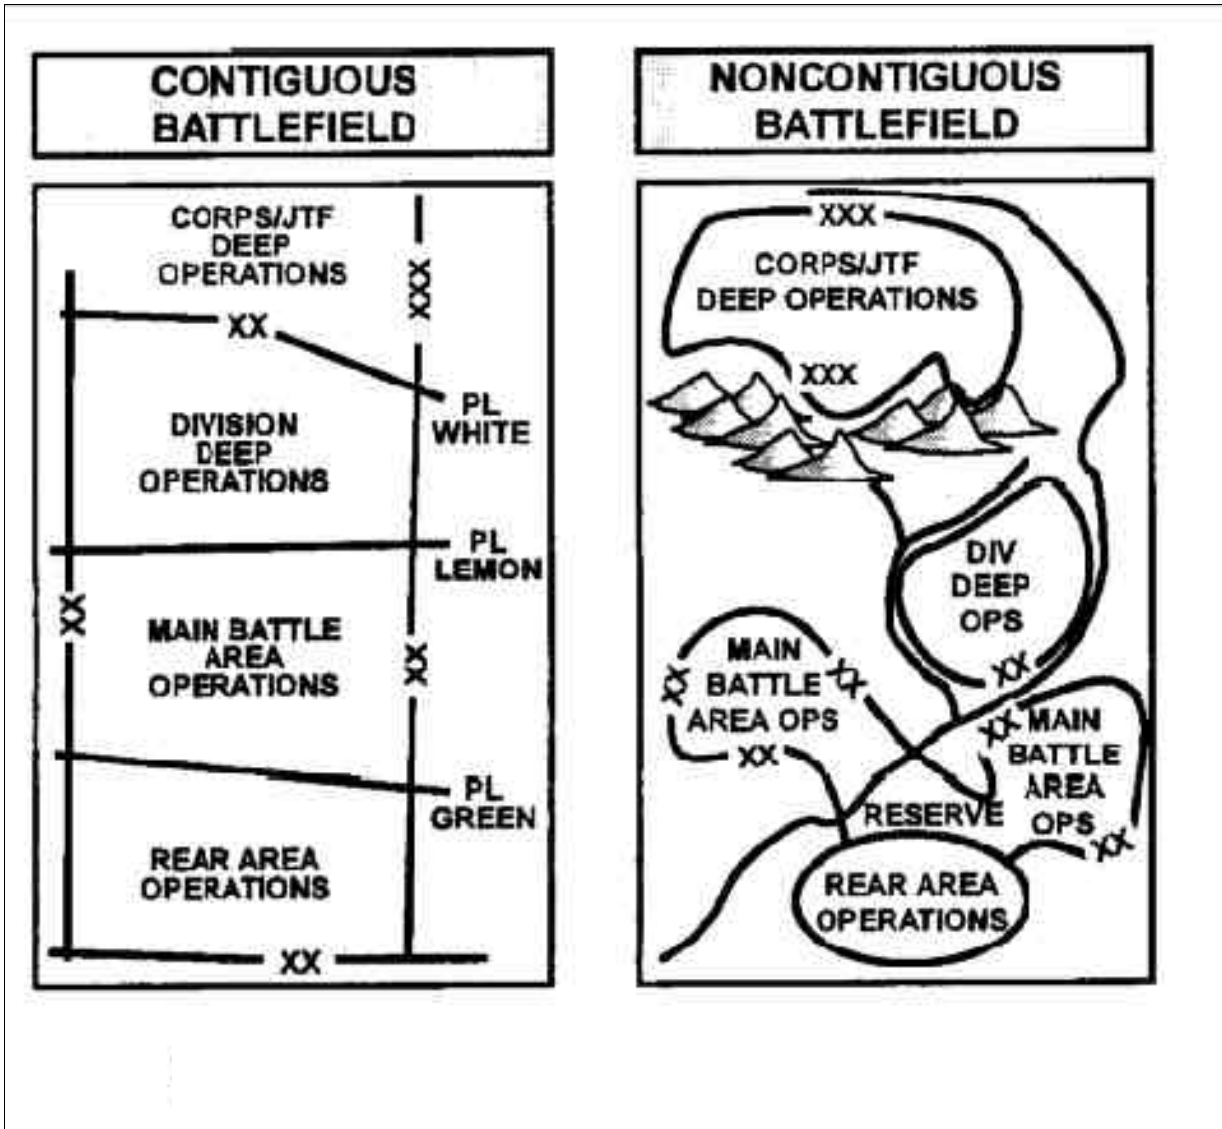 CONTIGUOUS
BATTLEFIELD
CORPS/JTF
DEEP
OPERATIONS
XXX
XX
PL
WHITE
DIVISION
DEEP
OPERATIONS
PL
LEMON
XX
MAIN BATTLE
AREA
OPERATIONS
XX
PL
GREEN
REAR AREA
OPERATIONS
XX
NONCONTIGUOUS
BATTLEFIELD
XXX
CORPS/JTF
DEEP OPERATIONS
XXX
DIV
DEEP
OPS
XX
MAIN
BATTLE
AREA OPS
XX
XX
XX
XX
MAIN
BATTLE
AREA
OPS
XX
RESERVE
REAR AREA
OPERATIONS